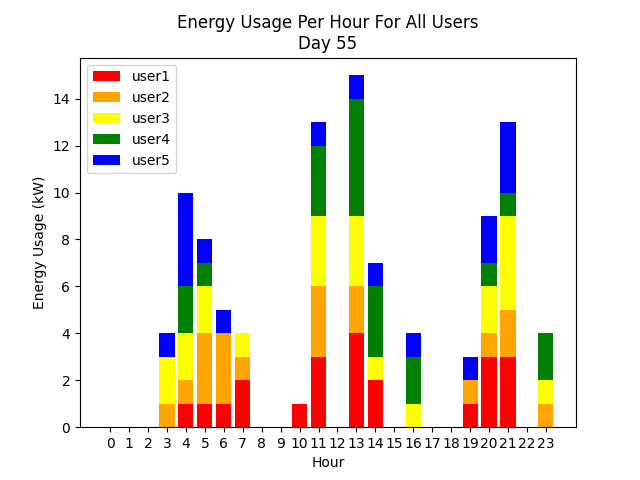 Energy Usage Per Hour For All Users
Day 55
user1
user2
user3
user4
user5
Energy Usage (kW)
14
12
10
8
6
4
2
0
0 1 2 3 4 5 6 7 8 9 10 11 12 13 14 15 16 17 18 19 20 21 22 23
Hour